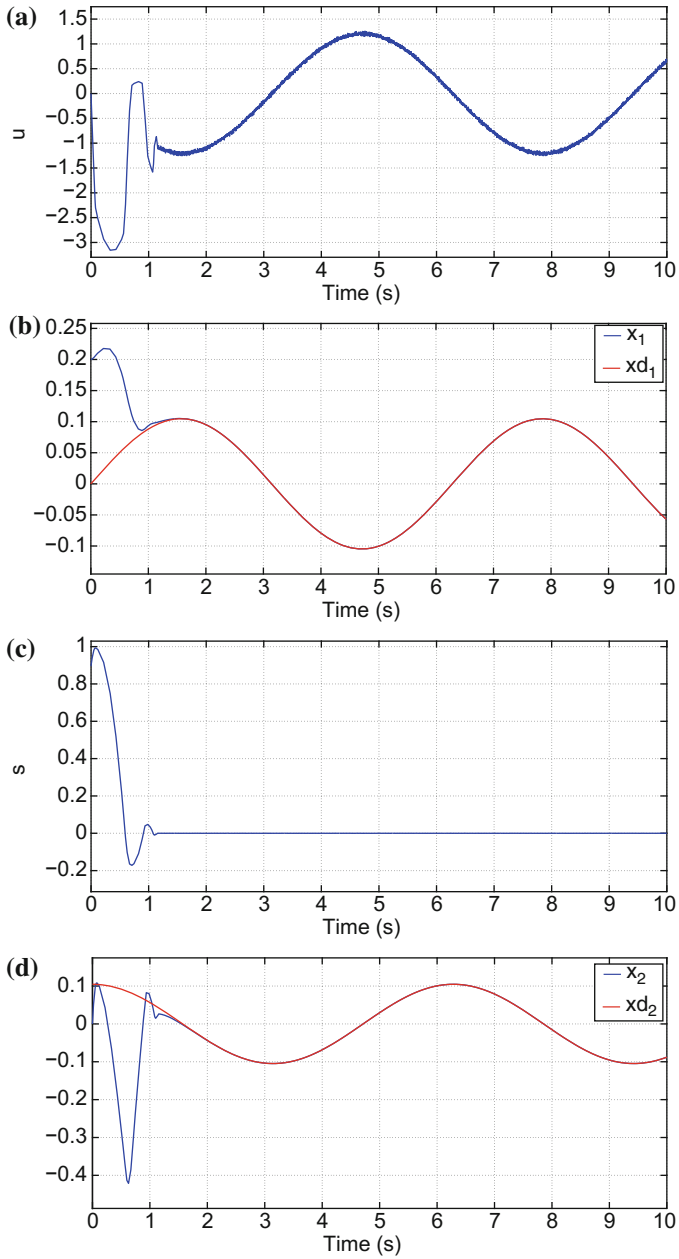 (a)
1.5
1
0.5
0
−0.5
−1
−1.5
−2
−2.5
−3
u
0 1 2 3 4 5 6 7 8 9 10
Time (s)
(b)
0.25
0.2
0.15
0.1
0.05
0
−0.05
−0.1
x₁
xd₁
0 1 2 3 4 5 6 7 8 9 10
Time (s)
(c)
1
0.8
0.6
0.4
0.2
0
−0.2
s
0 1 2 3 4 5 6 7 8 9 10
Time (s)
(d)
0.1
0
−0.1
−0.2
−0.3
−0.4
x₂
xd₂
0 1 2 3 4 5 6 7 8 9 10
Time (s)